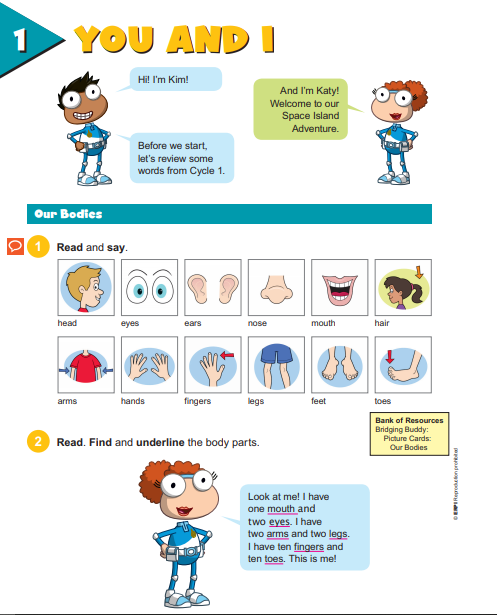 1
YOU AND I
Hi! I'm Kim!
And I'm Katy!
Welcome to our
Space Island
Adventure.
Before we start,
let's review some
words from Cycle 1.
Our Bodies
1 Read and say.
head eyes ears nose mouth hair
arms hands fingers legs feet toes
Bank of Resources
Bridging Buddy:
Picture Cards:
Our Bodies
2 Read. Find and underline the body parts.
Look at me! I have
one mouth and
two eyes. I have
two arms and two legs.
I have ten fingers and
ten toes. This is me!
© ERPI Reproduction prohibited